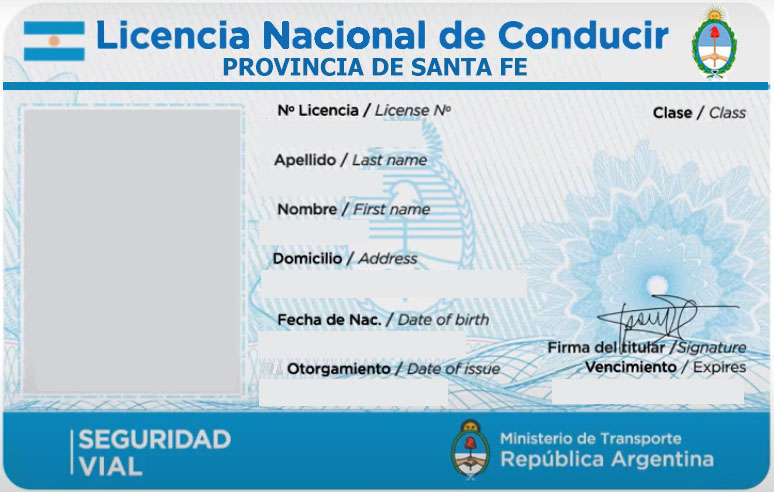 Licencia Nacional de Conducir
PROVINCIA DE SANTA FE
Nº Licencia / License Nº
Clase / Class
Apellido / Last name
Nombre / First name
Domicilio / Address
Fecha de Nac. / Date of birth
Firma del titular /Signature
Otorgamiento / Date of issue
Vencimiento / Expires
SEGURIDAD
VIAL
Ministerio de Transporte
República Argentina